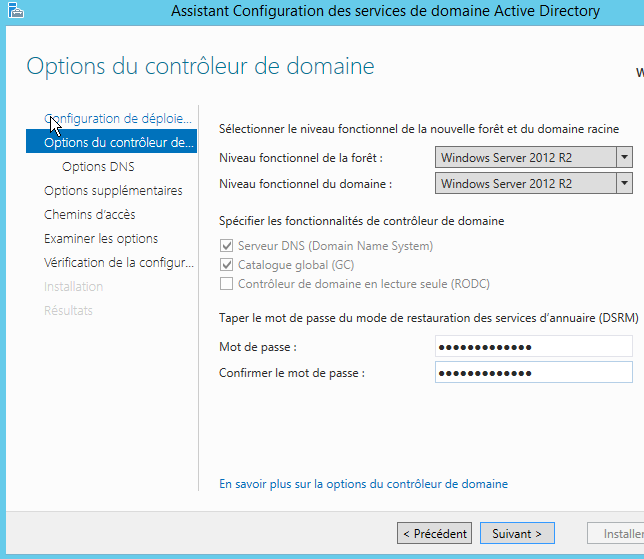 Assistant Configuration des services de domaine Active Directory
Options du contrôleur de domaine
W
Configuration de déploie...
Options du contrôleur de...
Options DNS
Options supplémentaires
Chemins d'accès
Examiner les options
Vérification de la configur...
Installation
Résultats
Sélectionner le niveau fonctionnel de la nouvelle forêt et du domaine racine
Niveau fonctionnel de la forêt : Windows Server 2012 R2
Niveau fonctionnel du domaine : Windows Server 2012 R2
Spécifier les fonctionnalités de contrôleur de domaine
Serveur DNS (Domain Name System)
Catalogue global (GC)
Contrôleur de domaine en lecture seule (RODC)
Taper le mot de passe du mode de restauration des services d'annuaire (DSRM)
Mot de passe : •••••••••••••
Confirmer le mot de passe : •••••••••••••
En savoir plus sur la options du contrôleur de domaine
< Précédent Suivant > Installer